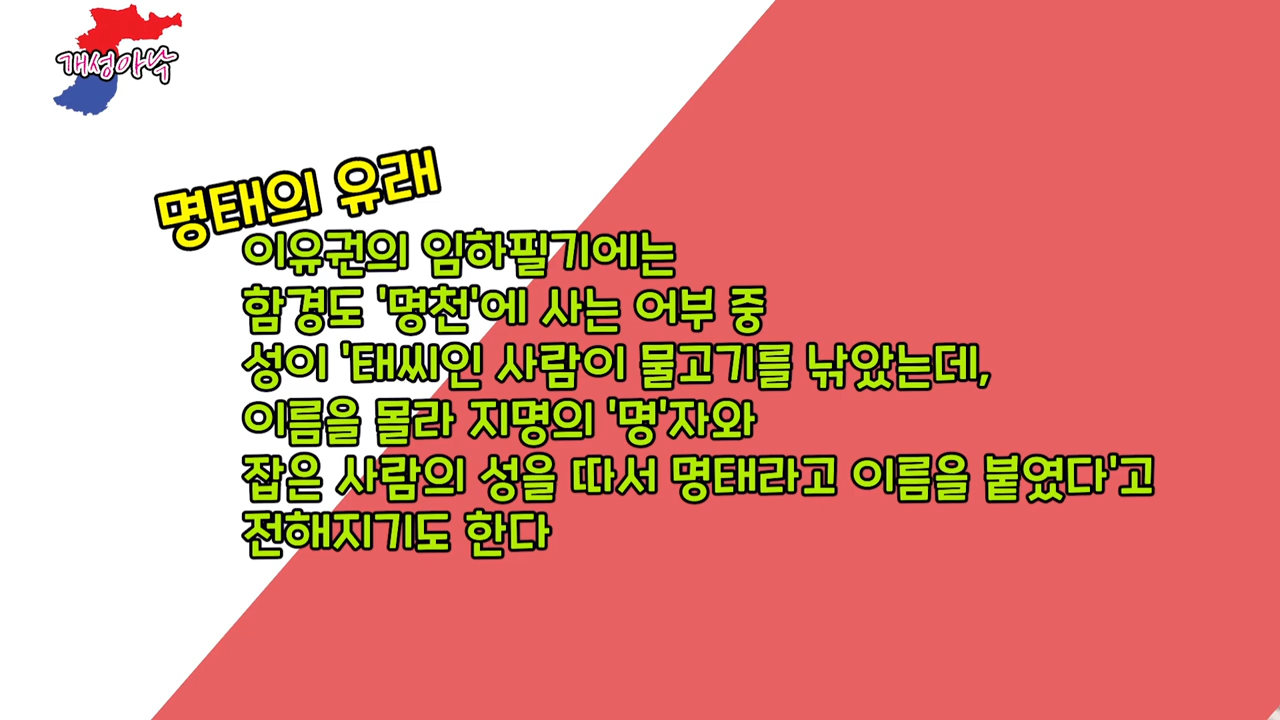 개성아낙
명태의 유래
이유권의 임하필기에는
함경도 '명천'에 사는 어부 중
성이 '태씨인 사람이 물고기를 낚았는데,
이름을 몰라 지명의 '명'자와
잡은 사람의 성을 따서 명태라고 이름을 붙였다'고
전해지기도 한다